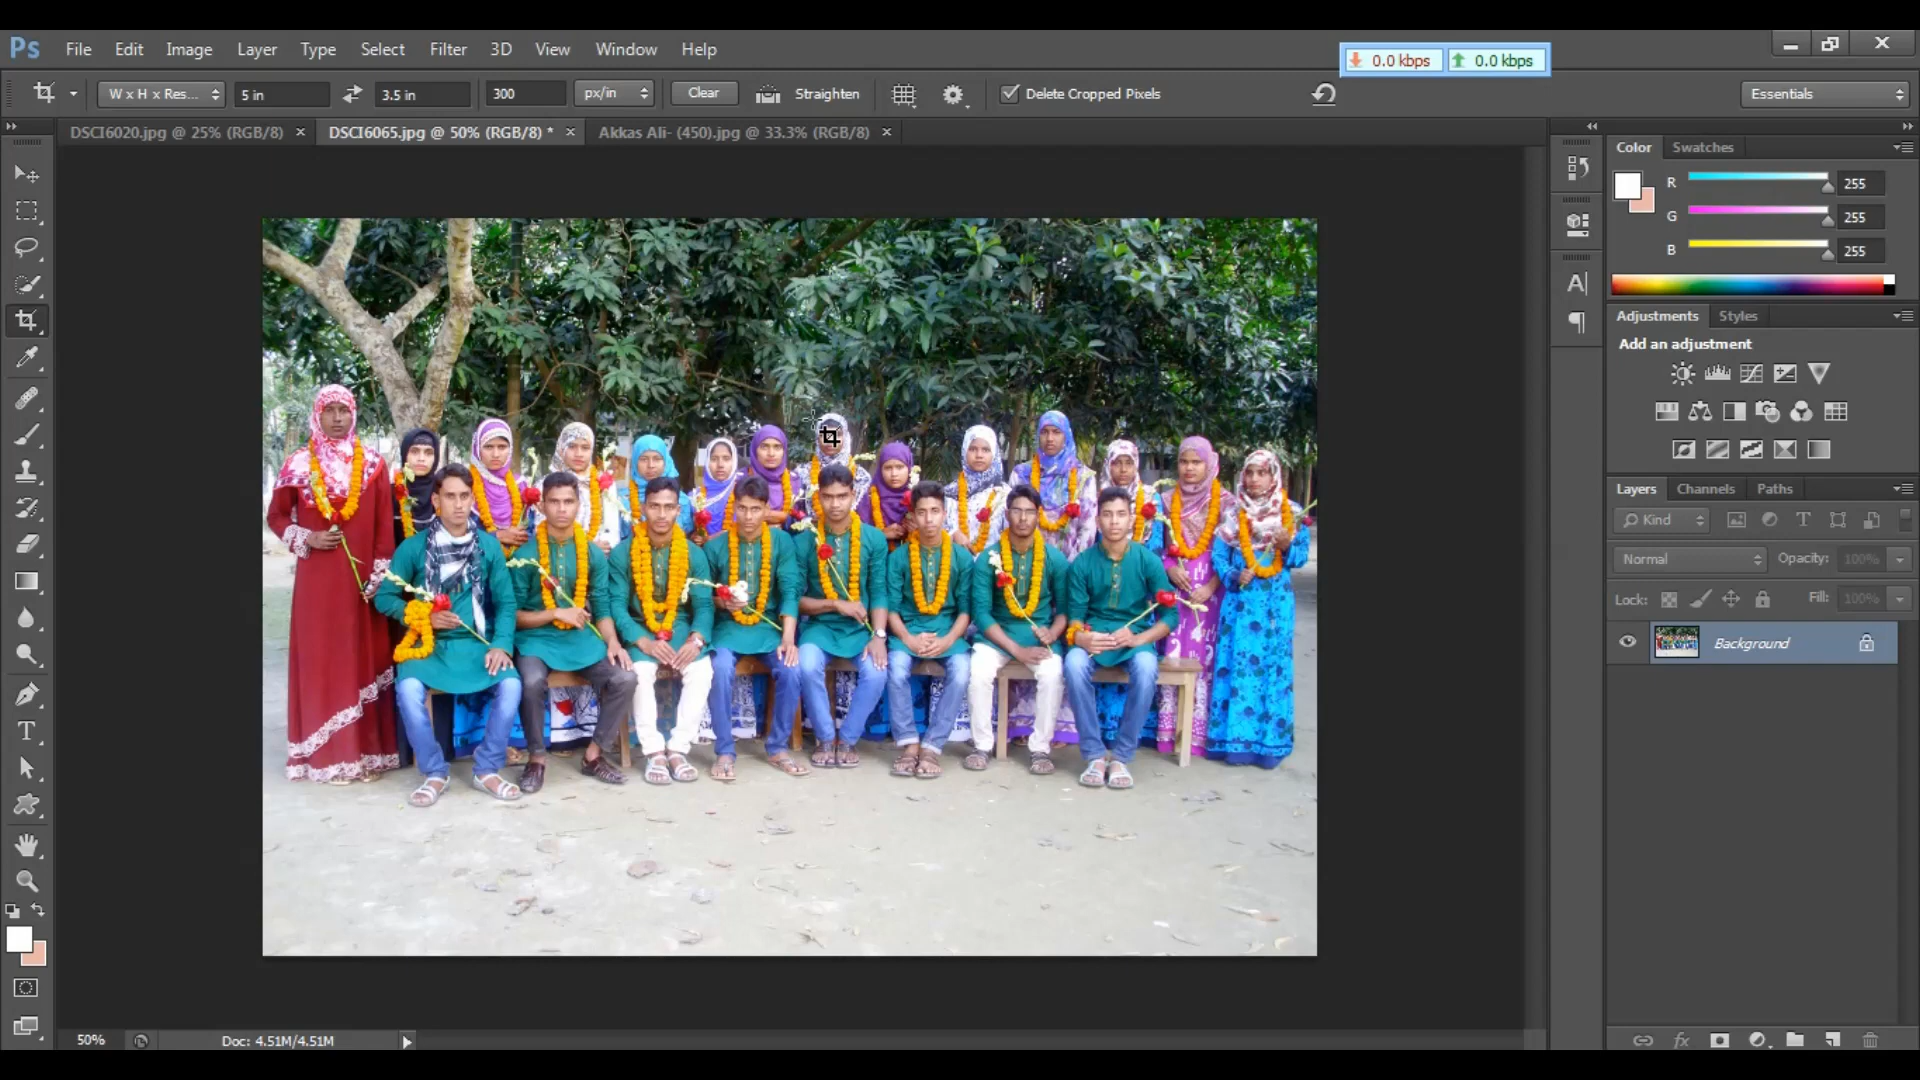 Ps File Edit Image Layer Type Select Filter 3D View Window Help
0.0 kbps 0.0 kbps
W x H x Res... 5 in 3.5 in 300 px/in Clear Straighten Delete Cropped Pixels Essentials
DSCI6020.jpg @ 25% (RGB/8) × DSCI6065.jpg @ 50% (RGB/8) * × Akkas Ali- (450).jpg @ 33.3% (RGB/8) ×
Color Swatches
R 255
G 255
B 255
Adjustments Styles
Add an adjustment
Layers Channels Paths
Kind
Normal Opacity: 100%
Lock: Fill: 100%
Background
50% Doc: 4.51M/4.51M